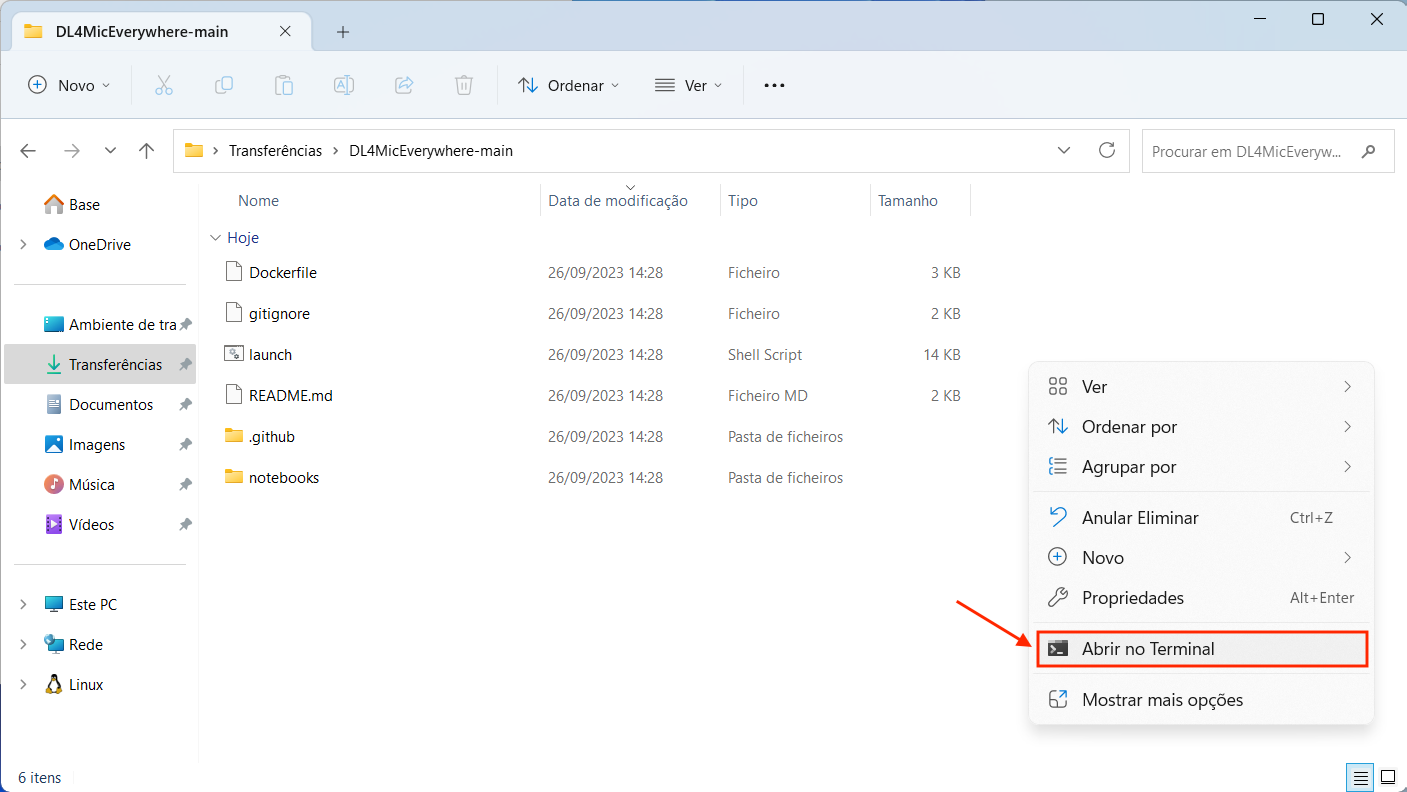 DL4MicEverywhere-main
Novo
Ordenar
Ver
Transferências
DL4MicEverywhere-main
Procurar em DL4MicEveryw...
Base
OneDrive
Ambiente de tra
Transferências
Documentos
Imagens
Música
Vídeos
Este PC
Rede
Linux
Nome Data de modificação Tipo Tamanho
Hoje
Dockerfile 26/09/2023 14:28 Ficheiro 3 KB
gitignore 26/09/2023 14:28 Ficheiro 2 KB
launch 26/09/2023 14:28 Shell Script 14 KB
README.md 26/09/2023 14:28 Ficheiro MD 2 KB
.github 26/09/2023 14:28 Pasta de ficheiros
notebooks 26/09/2023 14:28 Pasta de ficheiros
Ver
Ordenar por
Agrupar por
Anular Eliminar Ctrl+Z
Novo
Propriedades Alt+Enter
Abrir no Terminal
Mostrar mais opções
6 itens